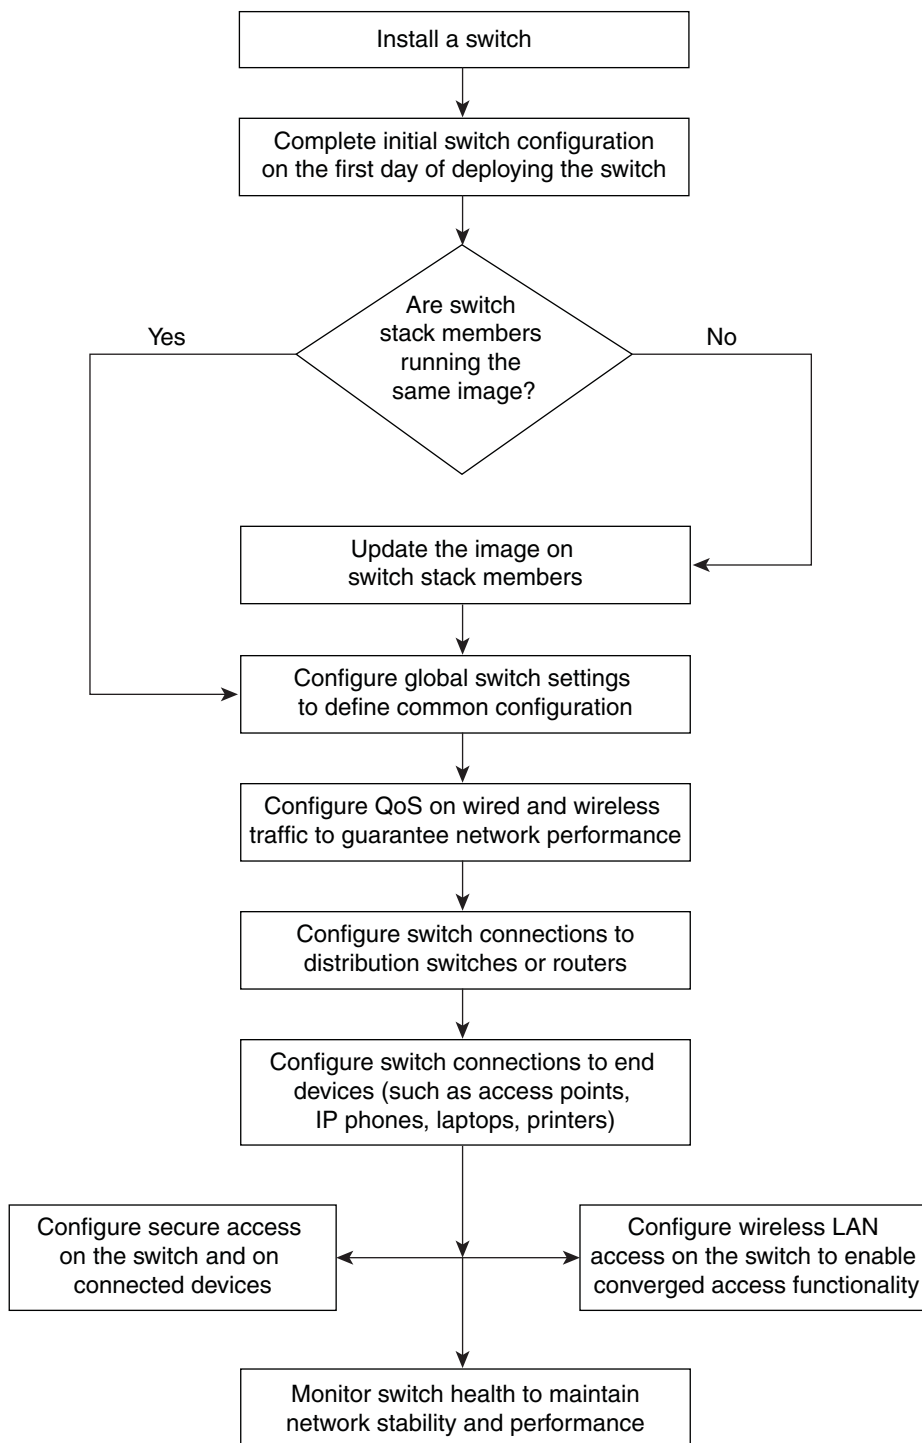 Install a switch
Complete initial switch configuration
on the first day of deploying the switch
Are switch
stack members
running the
same image?
Yes
No
Update the image on
switch stack members
Configure global switch settings
to define common configuration
Configure QoS on wired and wireless
traffic to guarantee network performance
Configure switch connections to
distribution switches or routers
Configure switch connections to end
devices (such as access points,
IP phones, laptops, printers)
Configure secure access
on the switch and on
connected devices
Configure wireless LAN
access on the switch to enable
converged access functionality
Monitor switch health to maintain
network stability and performance